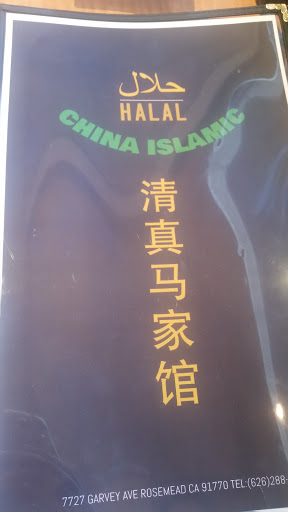 حلال
HALAL
CHINA ISLAMIC
清真马家馆
7727 GARVEY AVE ROSEMEAD CA 91770 TEL:(626)288-